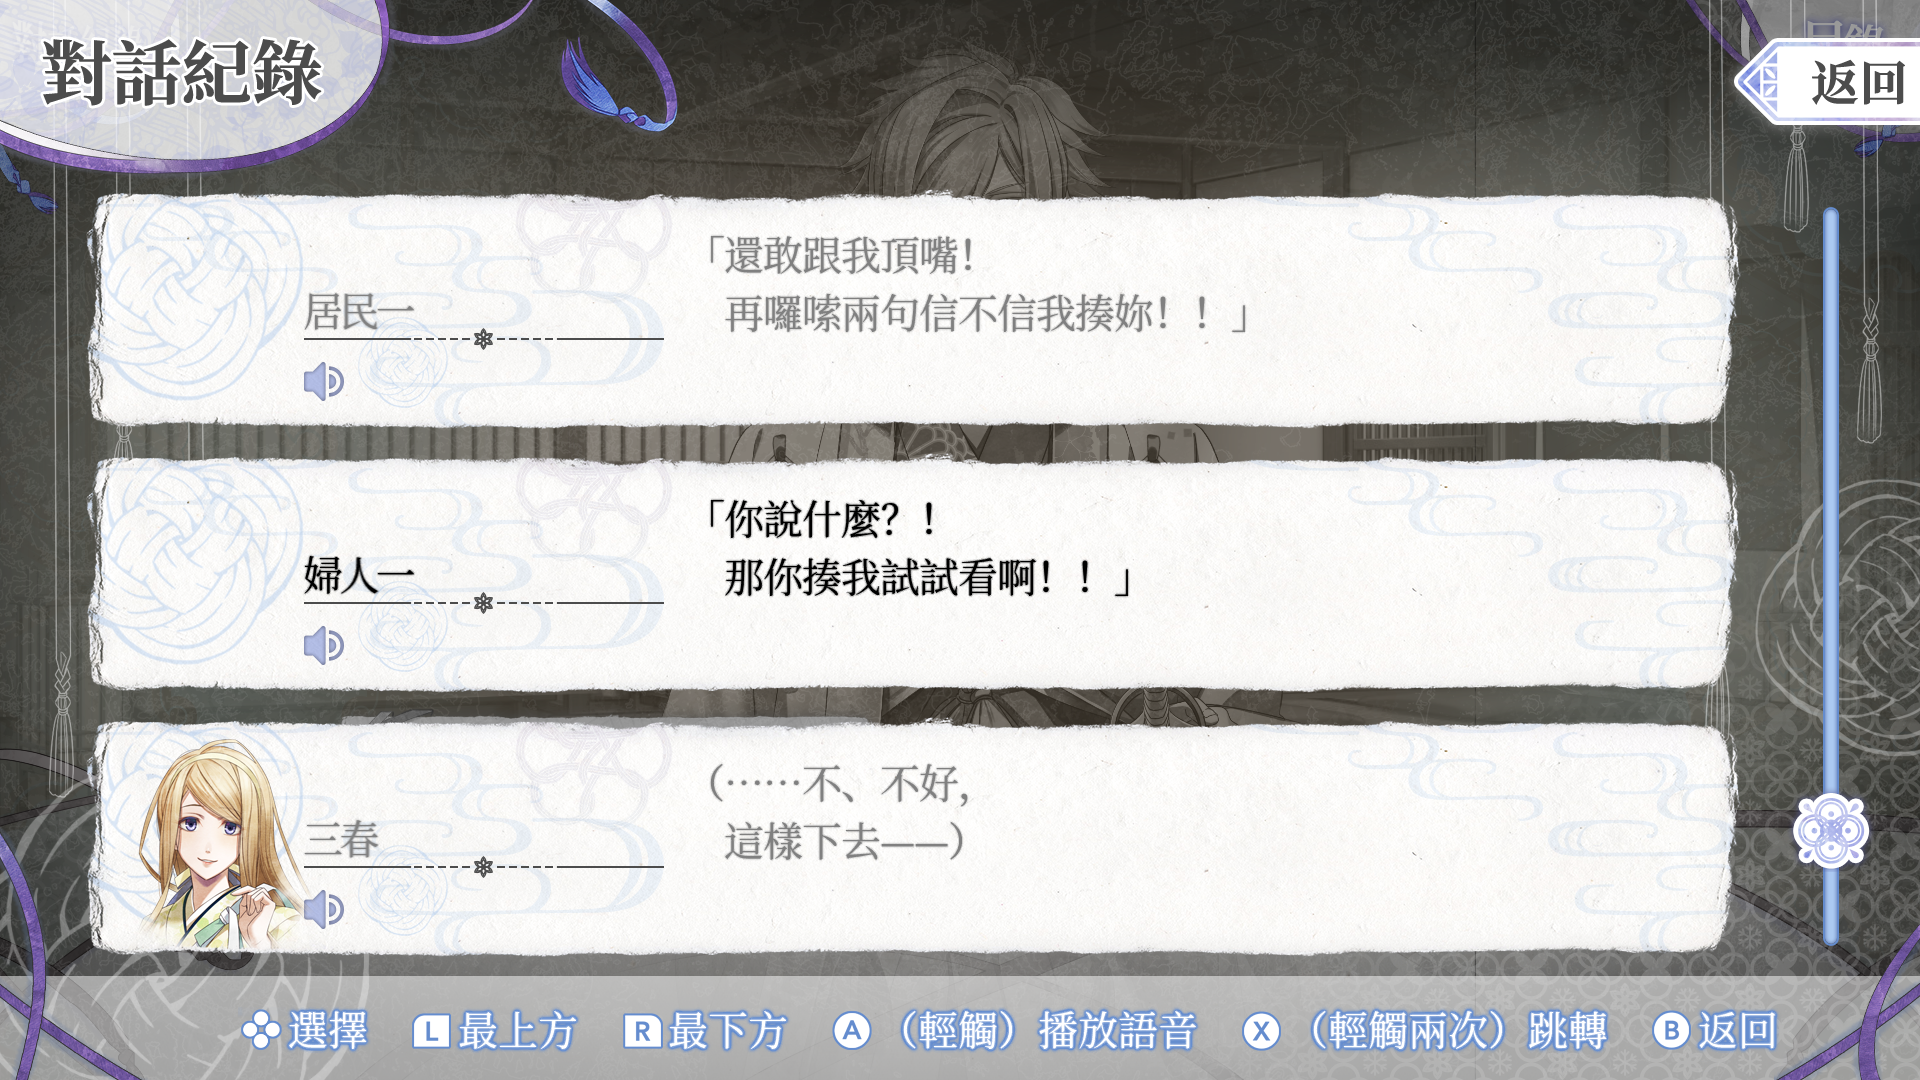 對話紀錄
返回
「還敢跟我頂嘴！
再囉嗦兩句信不信我揍妳！！」
居民一
「你說什麼？！
那你揍我試試看啊！！」
婦人一
（……不、不好，
這樣下去——）
三春
選擇
L 最上方
R 最下方
A （輕觸）播放語音
X （輕觸兩次）跳轉
B 返回